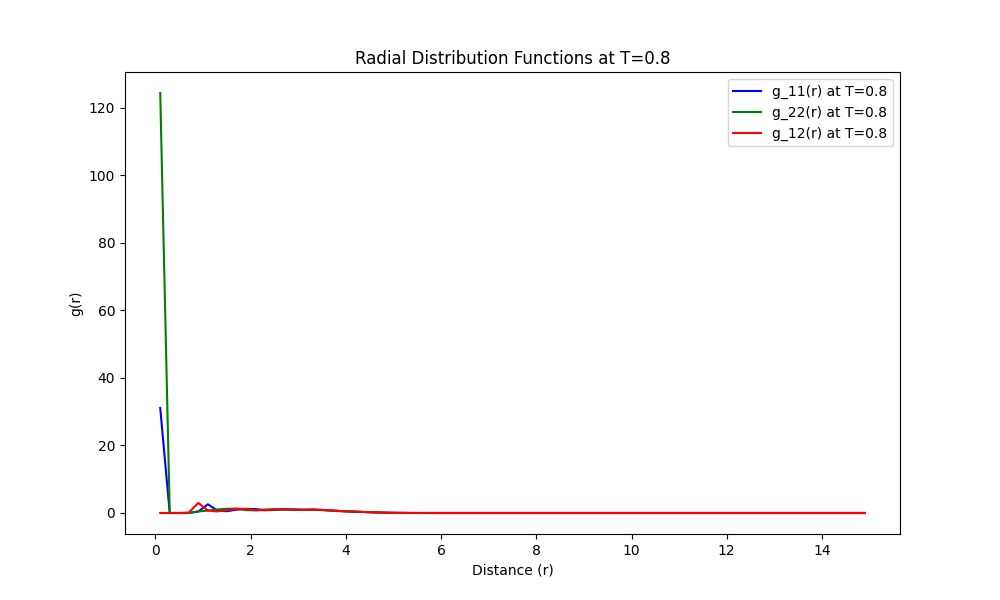 Radial Distribution Functions at T=0.8
g_11(r) at T=0.8
g_22(r) at T=0.8
g_12(r) at T=0.8
120
100
80
60
40
20
0
g(r)
0 2 4 6 8 10 12 14
Distance (r)